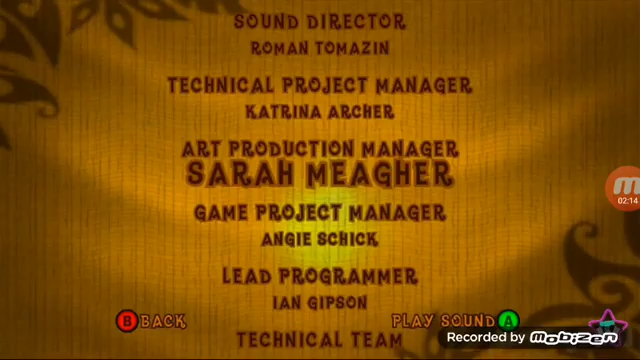 SOUND DIRECTOR
ROMAN TOMAZIN
TECHNICAL PROJECT MANAGER
KATRINA ARCHER
ART PRODUCTION MANAGER
SARAH MEAGHER
GAME PROJECT MANAGER
ANGIE SCHICK
LEAD PROGRAMMER
IAN GIPSON
B BACK
PLAY SOUND A
TECHNICAL TEAM
02:14
Recorded by Mobizen